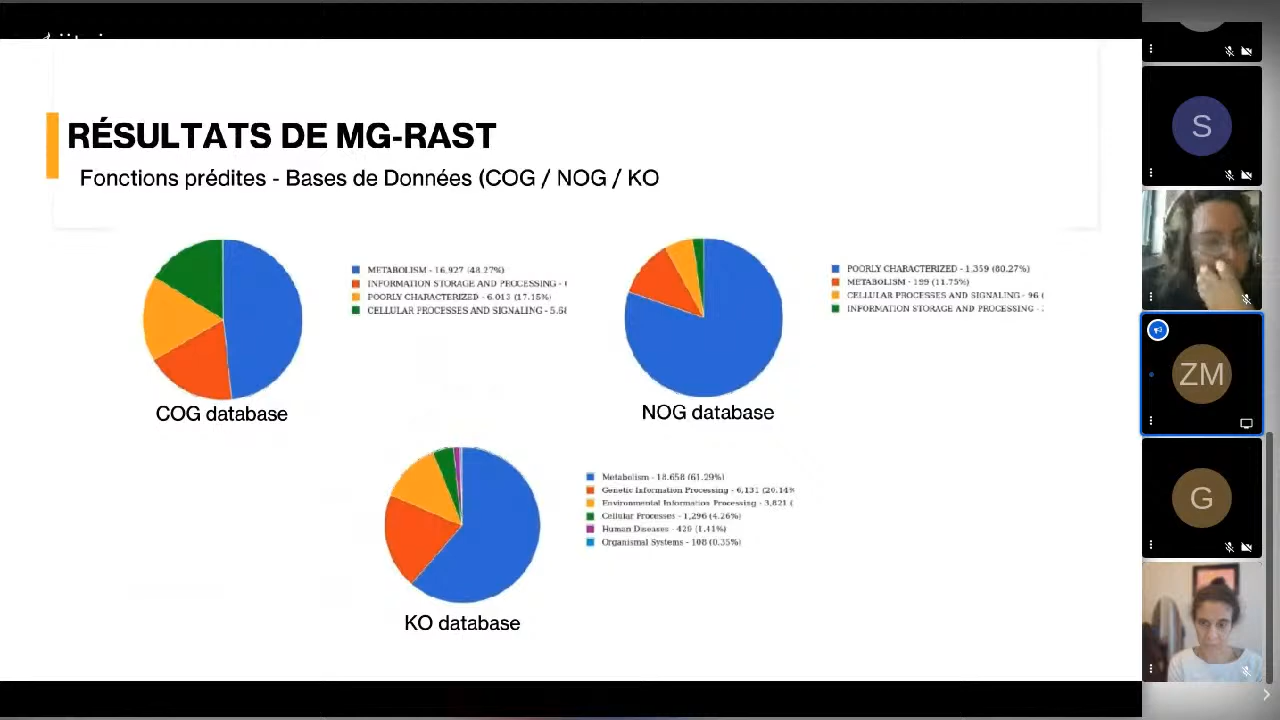 RÉSULTATS DE MG-RAST
Fonctions prédites - Bases de Données (COG / NOG / KO
METABOLISM - 16,927 (48.27%)
INFORMATION STORAGE AND PROCESSING -
POORLY CHARACTERIZED - 6,013 (17.15%)
CELLULAR PROCESSES AND SIGNALING - 5,6
COG database
POORLY CHARACTERIZED - 1,359 (80.27%)
METABOLISM - 199 (11.75%)
CELLULAR PROCESSES AND SIGNALING - 96 (
INFORMATION STORAGE AND PROCESSING -
NOG database
Metabolism - 18,658 (61.29%)
Genetic Information Processing - 6,131 (20.14%
Environmental Information Processing - 3,821 (
Cellular Processes - 1,296 (4.26%)
Human Diseases - 429 (1.41%)
Organismal Systems - 108 (0.35%)
KO database
S
ZM
G